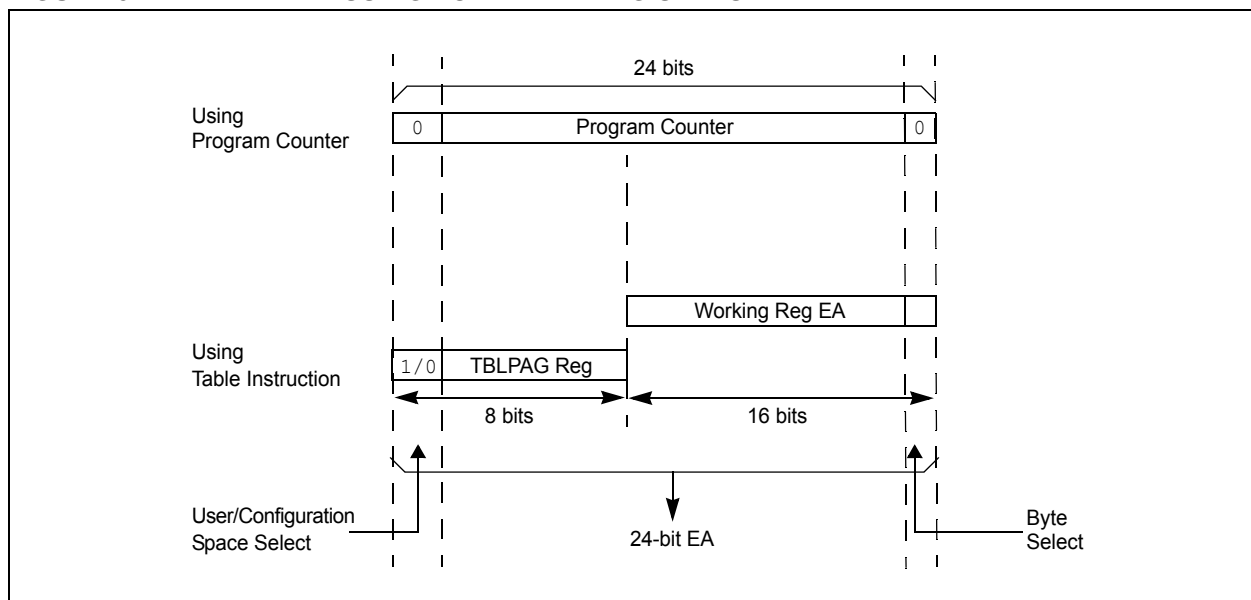 24 bits
Using
Program Counter
0
Program Counter
0
Working Reg EA
Using
Table Instruction
1/0
TBLPAG Reg
8 bits
16 bits
User/Configuration
Space Select
24-bit EA
Byte
Select